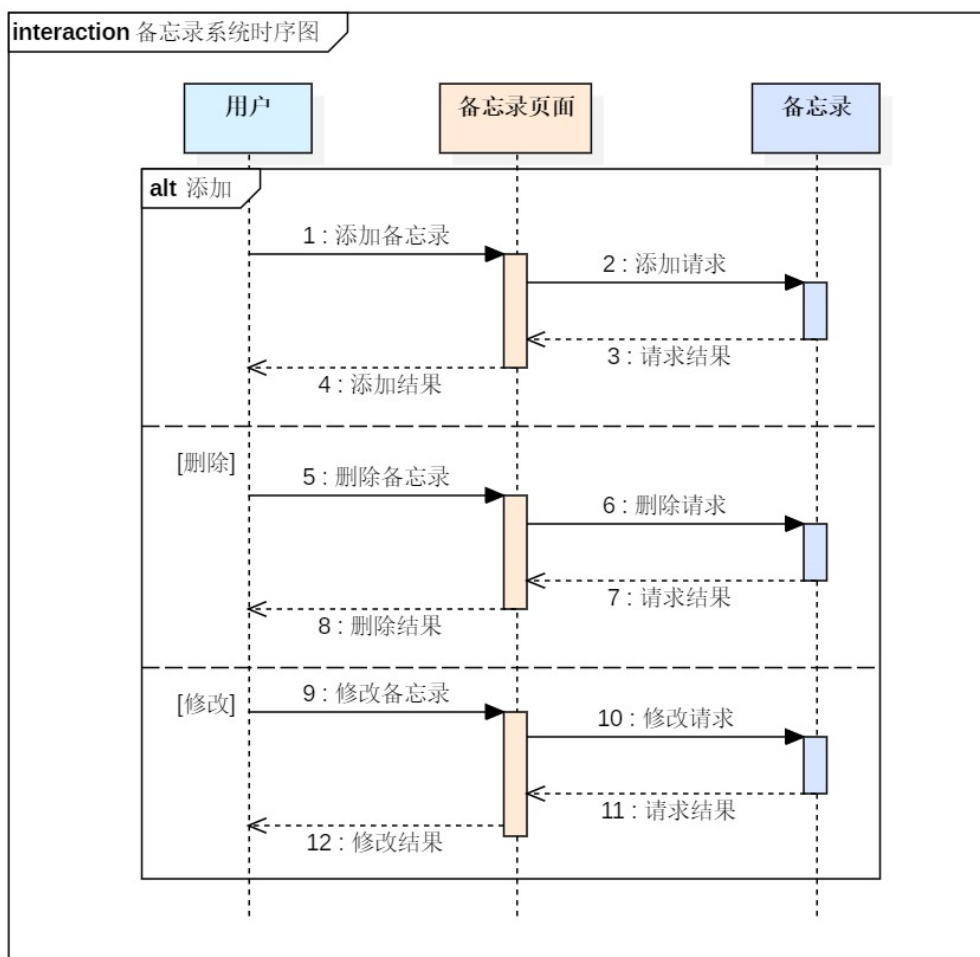 interaction 备忘录系统时序图
用户
备忘录页面
备忘录
alt 添加
1 : 添加备忘录
2 : 添加请求
3 : 请求结果
4 : 添加结果
[删除]
5 : 删除备忘录
6 : 删除请求
7 : 请求结果
8 : 删除结果
[修改]
9 : 修改备忘录
10 : 修改请求
11 : 请求结果
12 : 修改结果